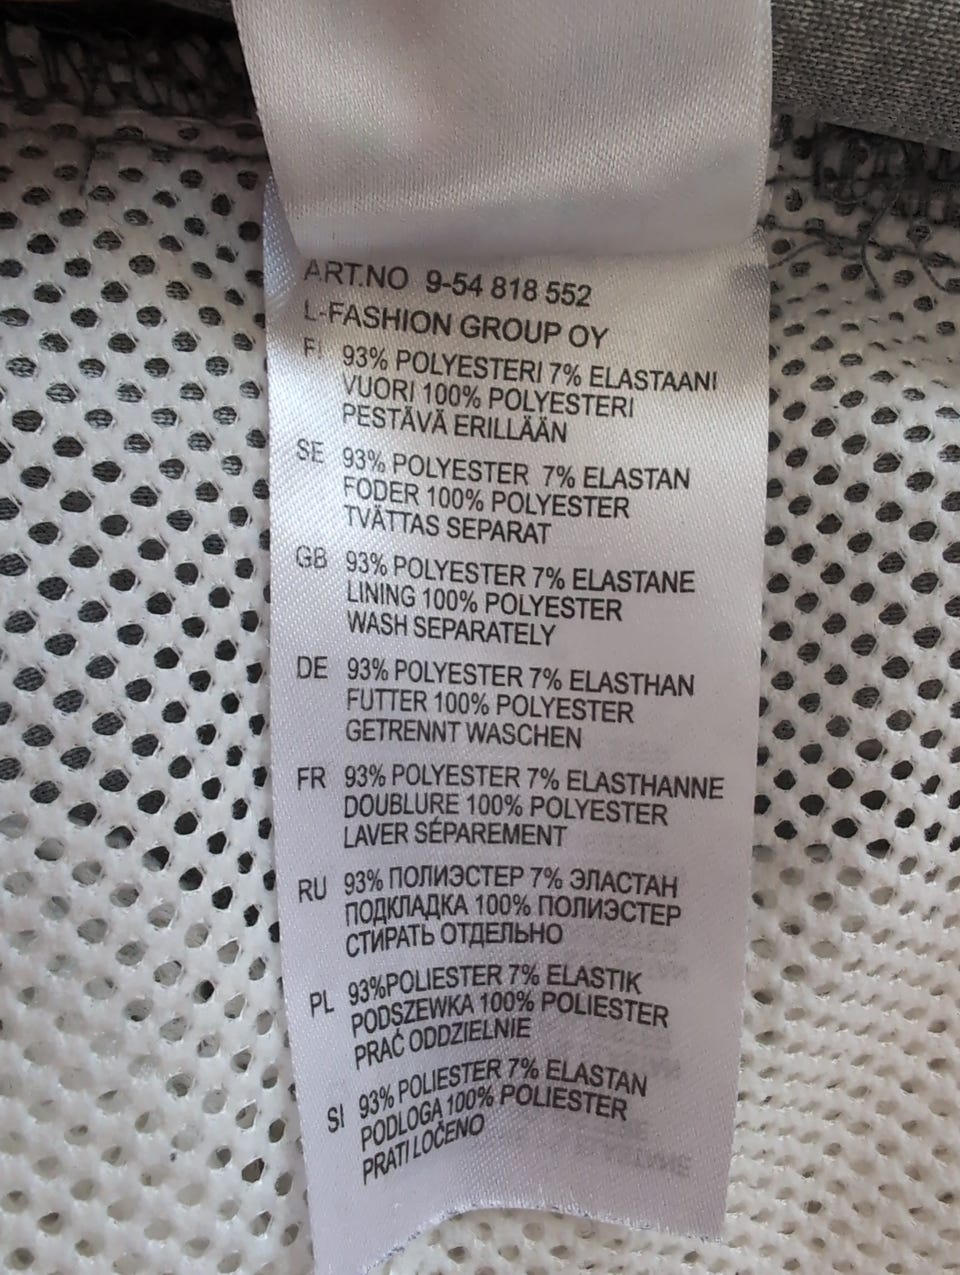 ART.NO 9-54 818 552
L-FASHION GROUP OY
FI 93% POLYESTERI 7% ELASTAANI
VUORI 100% POLYESTERI
PESTÄVÄ ERILLÄÄN
SE 93% POLYESTER 7% ELASTAN
FODER 100% POLYESTER
TVÄTTAS SEPARAT
GB 93% POLYESTER 7% ELASTANE
LINING 100% POLYESTER
WASH SEPARATELY
DE 93% POLYESTER 7% ELASTHAN
FUTTER 100% POLYESTER
GETRENNT WASCHEN
FR 93% POLYESTER 7% ELASTHANNE
DOUBLURE 100% POLYESTER
LAVER SÉPAREMENT
RU 93% ПОЛИЭСТЕР 7% ЭЛАСТАН
ПОДКЛАДКА 100% ПОЛИЭСТЕР
СТИРАТЬ ОТДЕЛЬНО
PL 93%POLIESTER 7% ELASTIK
PODSZEWKA 100% POLIESTER
PRAĆ ODDZIELNIE
SI 93% POLIESTER 7% ELASTAN
PODLOGA 100% POLIESTER
PRATI LOČENO